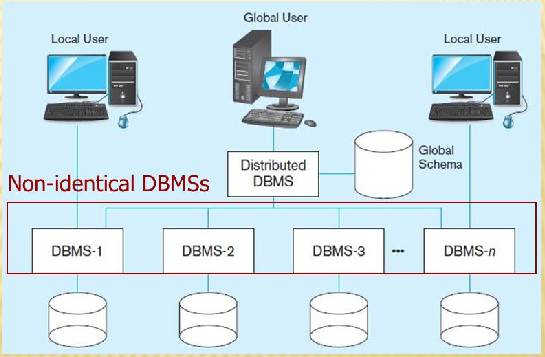 Global User
Local User
Local User
Distributed
DBMS
Global
Schema
Non-identical DBMSs
DBMS-1
DBMS-2
DBMS-3
•••
DBMS-n